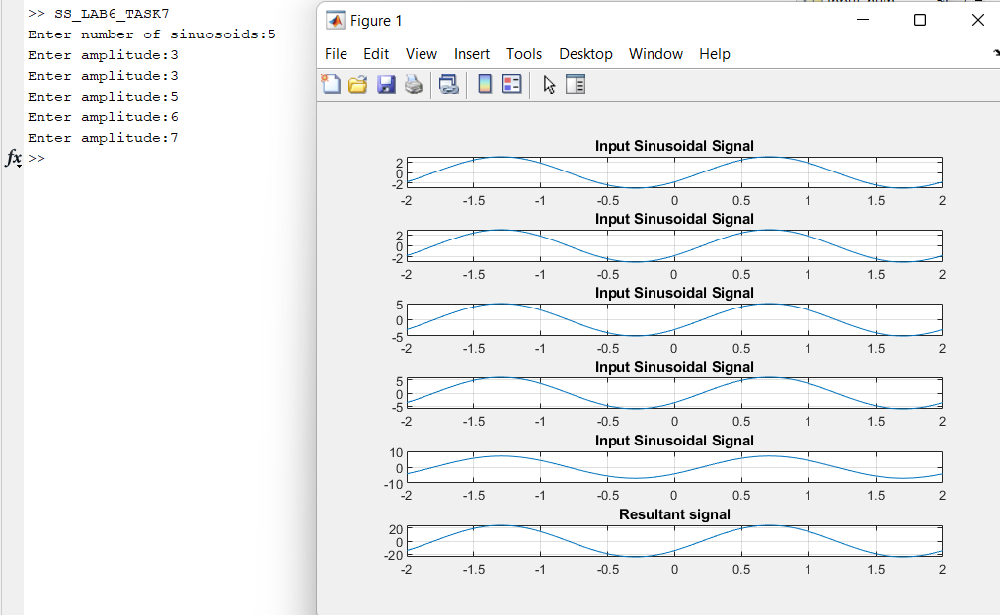 >> SS_LAB6_TASK7
Enter number of sinuosoids:5
Enter amplitude:3
Enter amplitude:3
Enter amplitude:5
Enter amplitude:6
Enter amplitude:7
fx >>
Figure 1
File Edit View Insert Tools Desktop Window Help
Input Sinusoidal Signal
2
0
-2
-2 -1.5 -1 -0.5 0 0.5 1 1.5 2
Input Sinusoidal Signal
2
0
-2
-2 -1.5 -1 -0.5 0 0.5 1 1.5 2
Input Sinusoidal Signal
5
0
-5
-2 -1.5 -1 -0.5 0 0.5 1 1.5 2
Input Sinusoidal Signal
5
0
-5
-2 -1.5 -1 -0.5 0 0.5 1 1.5 2
Input Sinusoidal Signal
10
0
-10
-2 -1.5 -1 -0.5 0 0.5 1 1.5 2
Resultant signal
20
0
-20
-2 -1.5 -1 -0.5 0 0.5 1 1.5 2